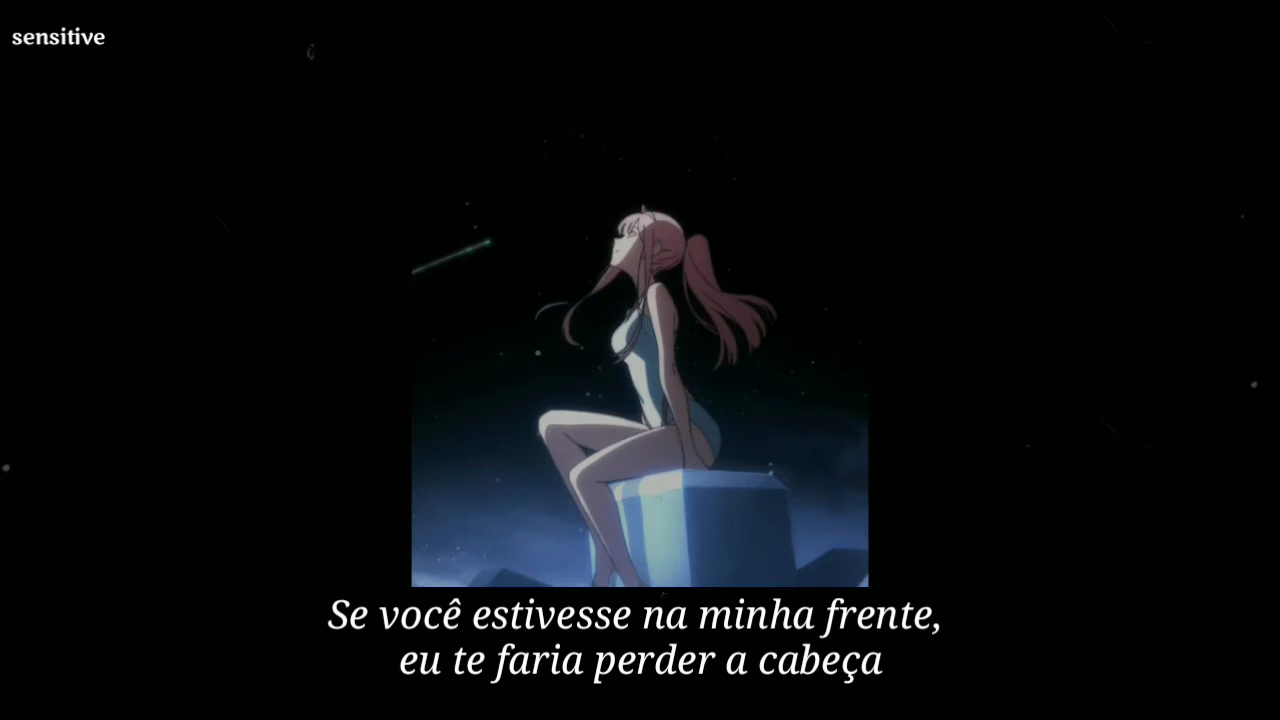 sensitive
Se você estivesse na minha frente,
eu te faria perder a cabeça